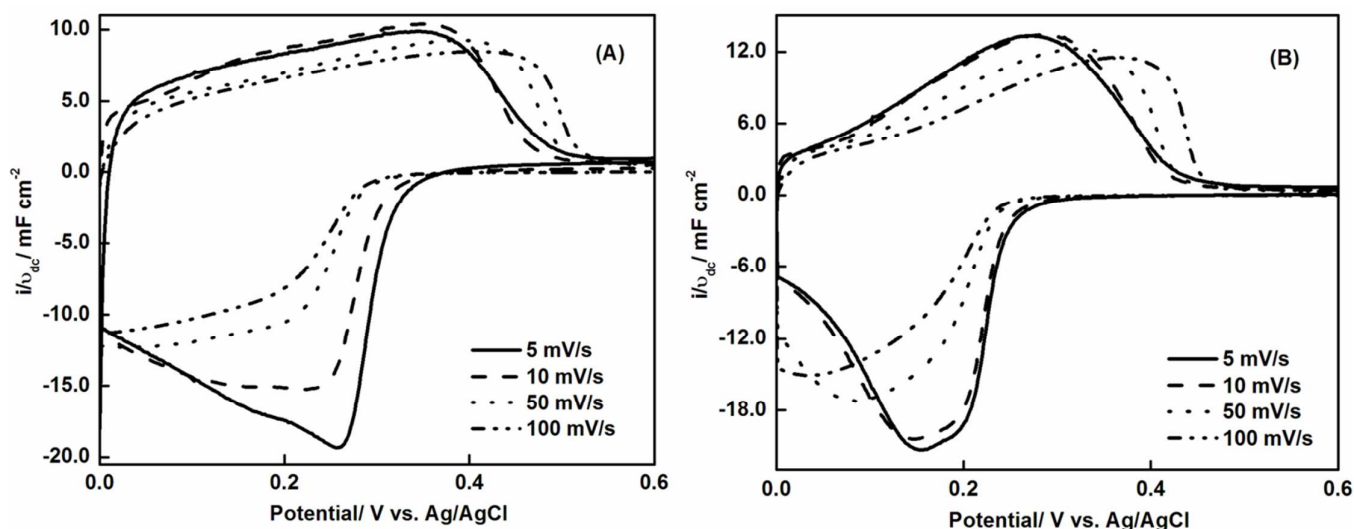 (A)
10.0
5.0
0.0
-5.0
-10.0
-15.0
-20.0
i/υdc/ mF cm-2
5 mV/s
10 mV/s
50 mV/s
100 mV/s
0.0 0.2 0.4 0.6
Potential/ V vs. Ag/AgCl
(B)
12.0
6.0
0.0
-6.0
-12.0
-18.0
i/υdc/ mF cm-2
5 mV/s
10 mV/s
50 mV/s
100 mV/s
0.0 0.2 0.4 0.6
Potential/ V vs. Ag/AgCl